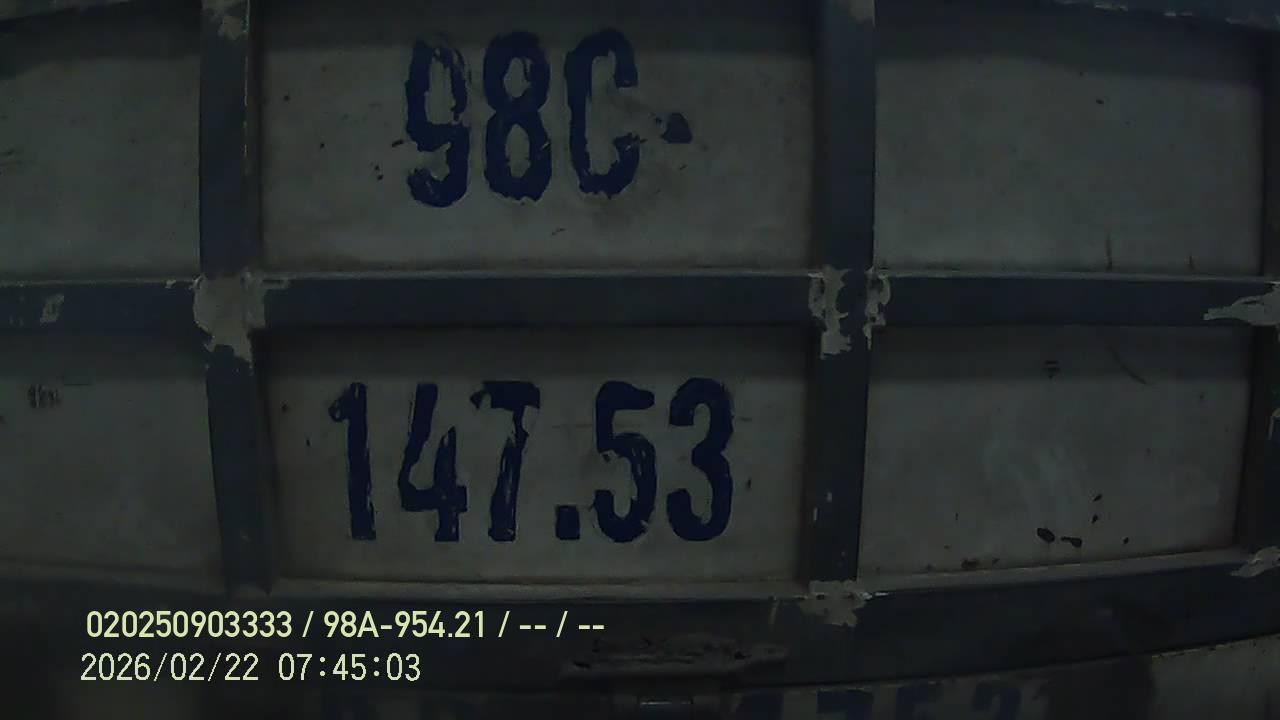 98C-
147.53
020250903333 / 98A-954.21 / -- / --
2026/02/22 07:45:03